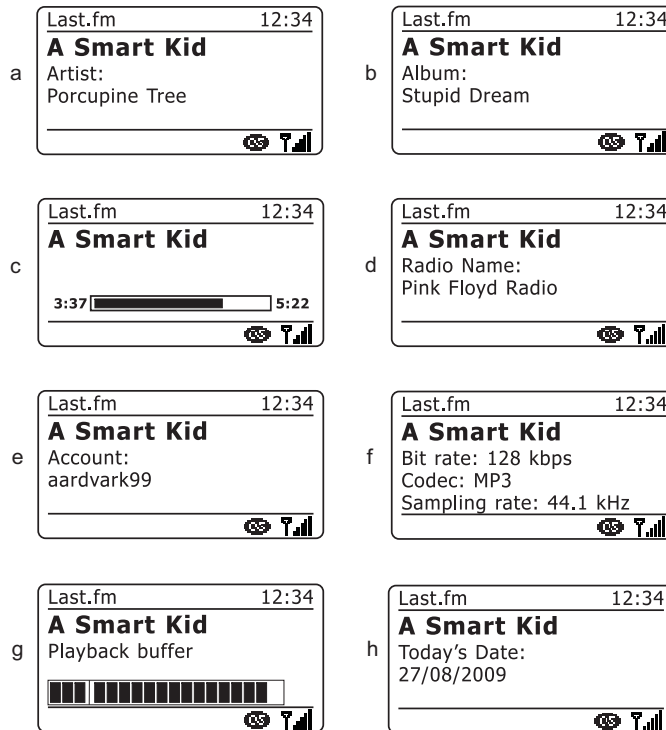 a
Last.fm 12:34
A Smart Kid
Artist:
Porcupine Tree
b
Last.fm 12:34
A Smart Kid
Album:
Stupid Dream
c
Last.fm 12:34
A Smart Kid
3:37 5:22
d
Last.fm 12:34
A Smart Kid
Radio Name:
Pink Floyd Radio
e
Last.fm 12:34
A Smart Kid
Account:
aardvark99
f
Last.fm 12:34
A Smart Kid
Bit rate: 128 kbps
Codec: MP3
Sampling rate: 44.1 kHz
g
Last.fm 12:34
A Smart Kid
Playback buffer
h
Last.fm 12:34
A Smart Kid
Today's Date:
27/08/2009